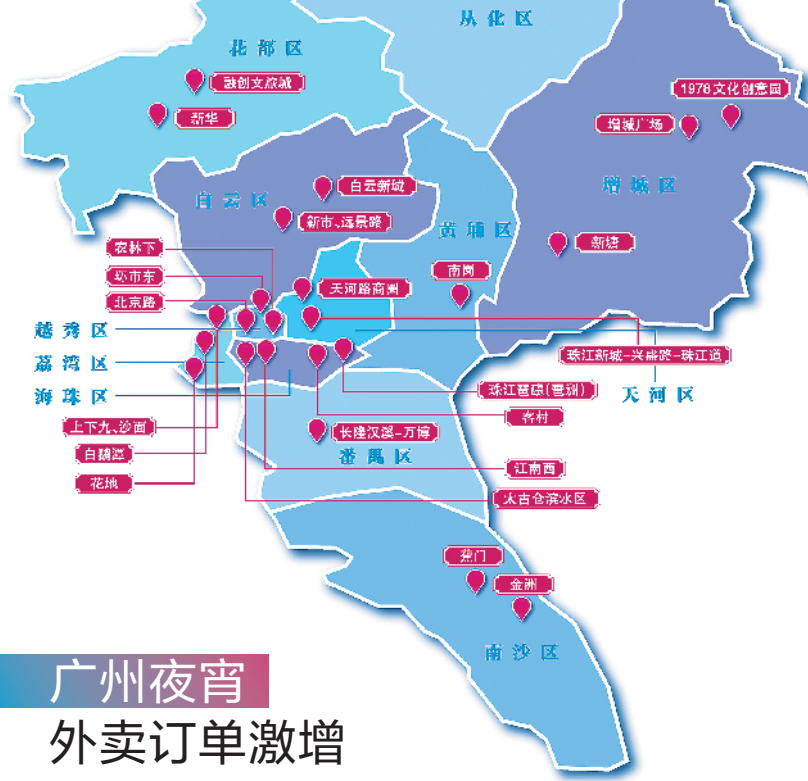 从化区
花都区
融创文旅城
新华
1978文化创意园
增城广场
增城区
白云新城
白云区
新市、远景路
黄埔区
新塘
农林下
环市东
北京路
南岗
天河路商圈
越秀区
荔湾区
海珠区
珠江新城-兴盛路-珠江道
珠江琶醍(琶洲)
天河区
客村
上下九、沙面
长隆汉溪-万博
白鹅潭
番禺区
江南西
花地
太古仓滨水区
蕉门
金洲
南沙区
广州夜宵
外卖订单激增